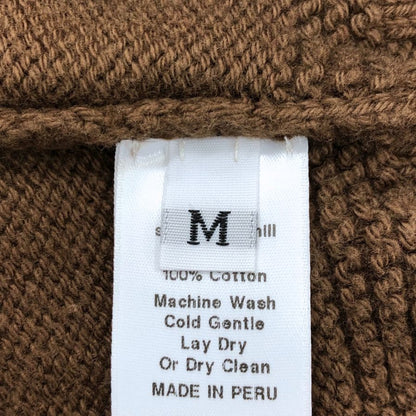 M
100% Cotton
Machine Wash
Cold Gentle
Lay Dry
Or Dry Clean
MADE IN PERU